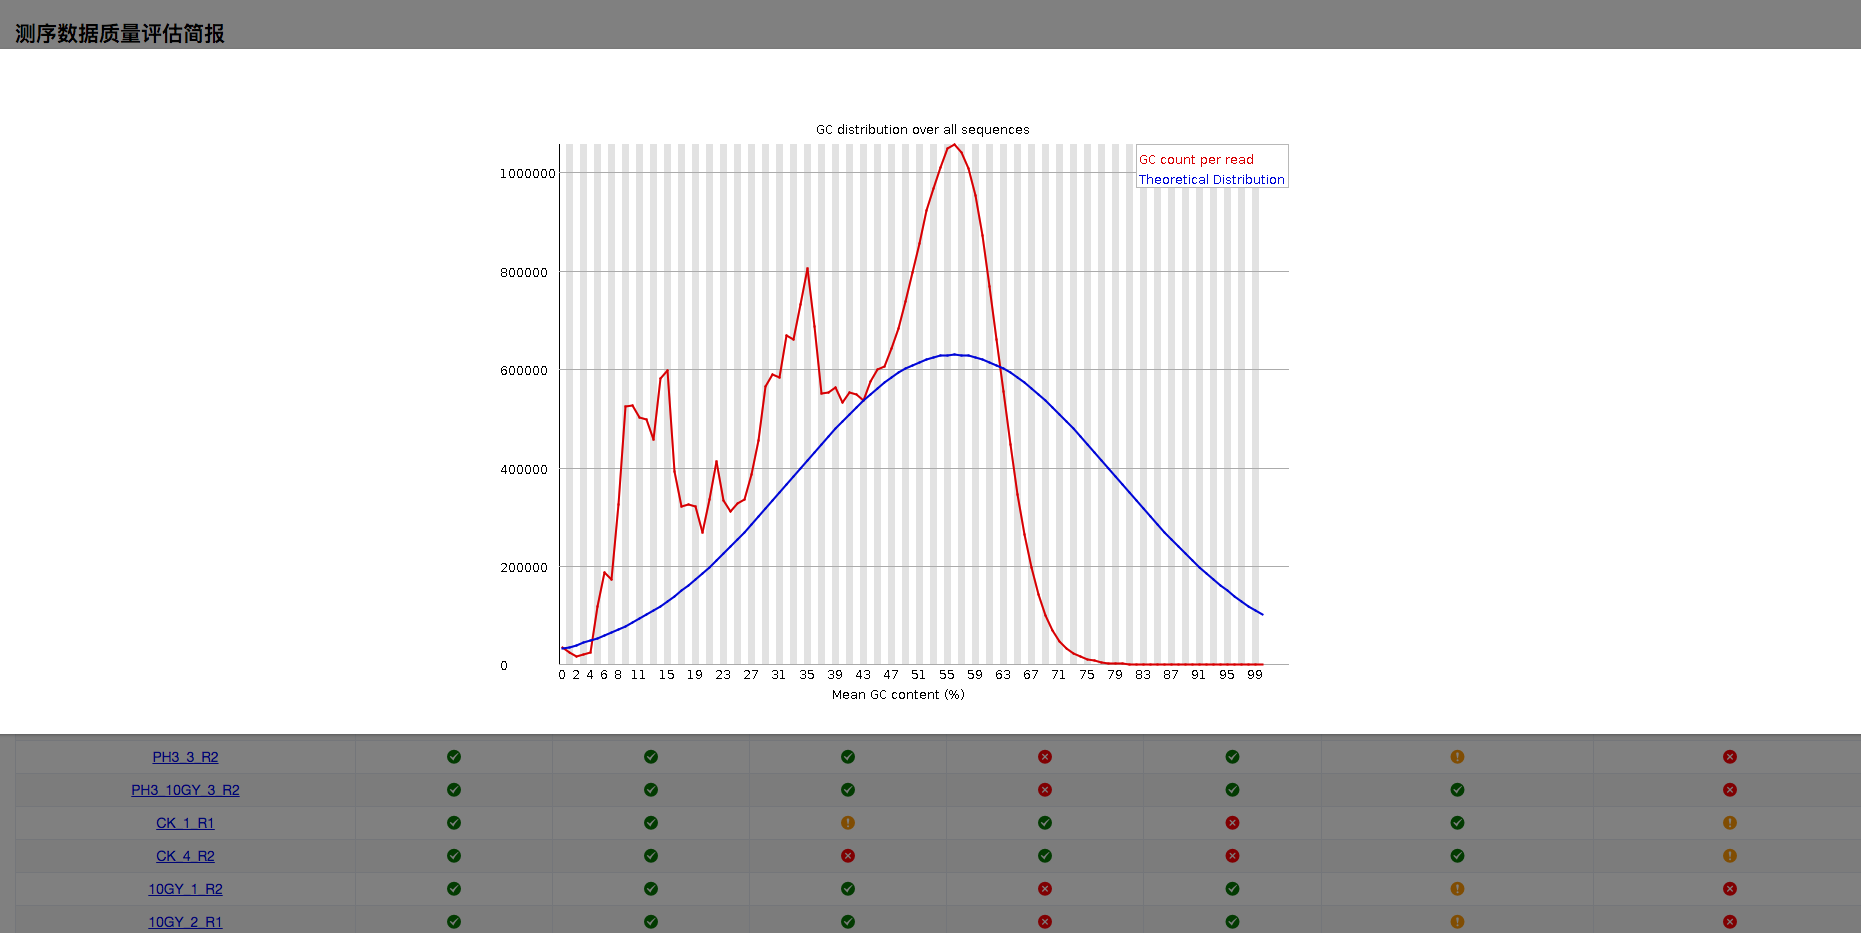 测序数据质量评估简报
GC distribution over all sequences
GC count per read
Theoretical Distribution
1000000
800000
600000
400000
200000
0
0 2 4 6 8 11 15 19 23 27 31 35 39 43 47 51 55 59 63 67 71 75 79 83 87 91 95 99
Mean GC content (%)
PH3_3_R2
PH3_10GY_3_R2
CK_1_R1
CK_4_R2
10GY_1_R2
10GY_2_R1